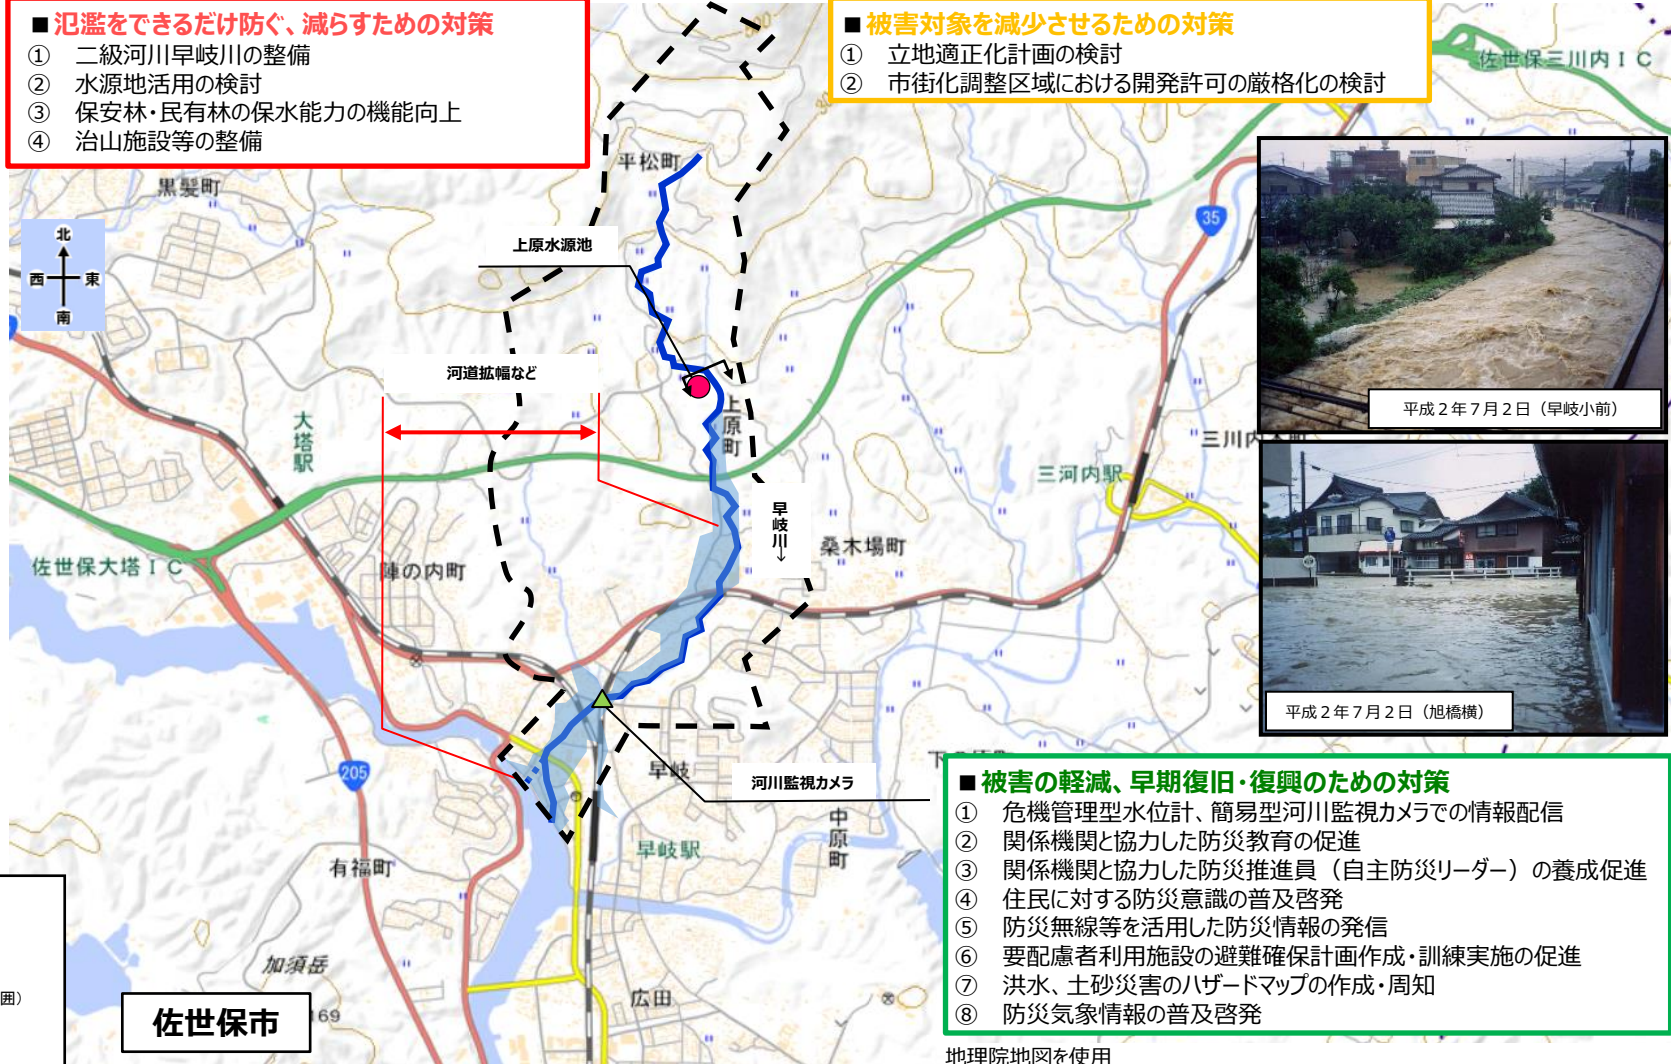 ■氾濫をできるだけ防ぐ、減らすための対策
① 二級河川早岐川の整備
② 水源地活用の検討
③ 保安林・民有林の保水能力の機能向上
④ 治山施設等の整備
■被害対象を減少させるための対策
① 立地適正化計画の検討
② 市街化調整区域における開発許可の厳格化の検討
佐世保三川内IC
平松町
黒髪町
北
西 東
南
上原水源池
35
河道拡幅など
平成2年7月2日（早岐小前）
大塔駅
上原町
三川内
三河内駅
早岐川→
桑木場町
佐世保大塔IC
陣の内町
平成2年7月2日（旭橋横）
205
早岐
河川監視カメラ
中原町
早岐駅
有福町
■被害の軽減、早期復旧・復興のための対策
① 危機管理型水位計、簡易型河川監視カメラでの情報配信
② 関係機関と協力した防災教育の促進
③ 関係機関と協力した防災推進員（自主防災リーダー）の養成促進
④ 住民に対する防災意識の普及啓発
⑤ 防災無線等を活用した防災情報の発信
⑥ 要配慮者利用施設の避難確保計画作成・訓練実施の促進
⑦ 洪水、土砂災害のハザードマップの作成・周知
⑧ 防災気象情報の普及啓発
加須岳
囲）
169
広田
佐世保市
地理院地図を使用